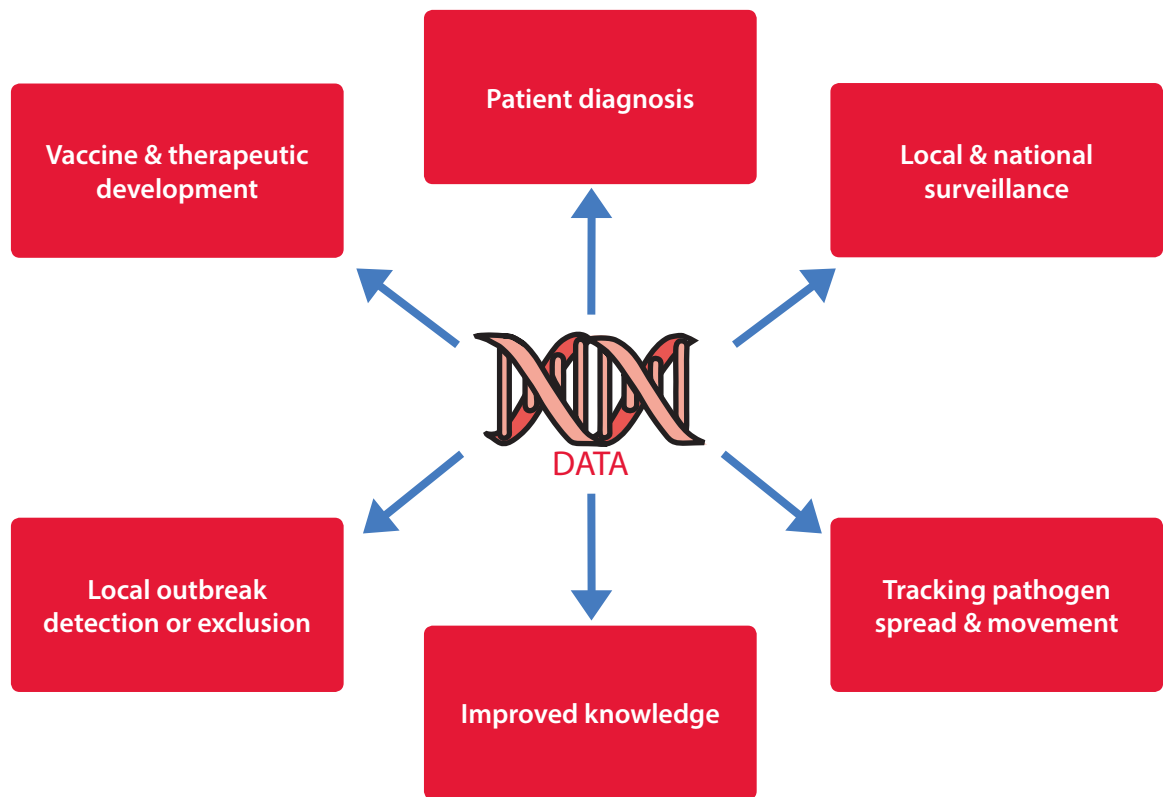 Patient diagnosis
Vaccine & therapeutic
development
Local & national
surveillance
DATA
Local outbreak
detection or exclusion
Tracking pathogen
spread & movement
Improved knowledge